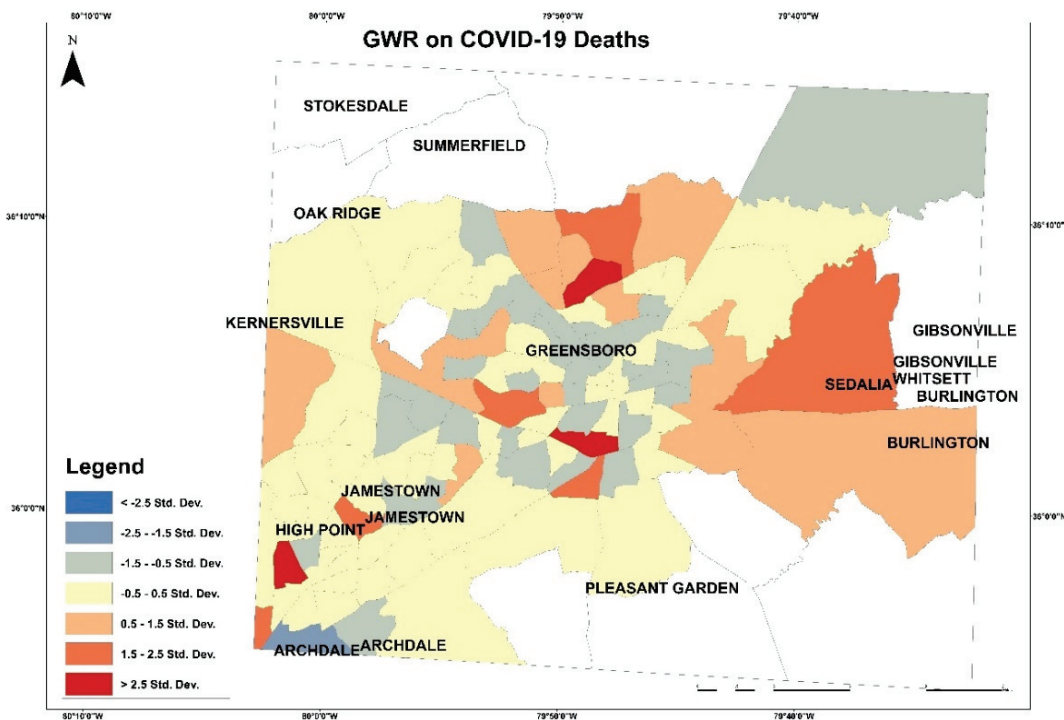 80°10'0"W 80°0'0"W 79°50'0"W 79°40'0"W
GWR on COVID-19 Deaths
N
STOKESDALE
SUMMERFIELD
36°10'0"N OAK RIDGE 36°10'0"N
KERNERSVILLE
GREENSBORO
GIBSONVILLE
GIBSONVILLE
WHITSETT
SEDALIA
BURLINGTON
BURLINGTON
Legend
< -2.5 Std. Dev.
-2.5 - -1.5 Std. Dev.
-1.5 - -0.5 Std. Dev.
-0.5 - 0.5 Std. Dev.
0.5 - 1.5 Std. Dev.
1.5 - 2.5 Std. Dev.
> 2.5 Std. Dev.
JAMESTOWN
36°0'0"N JAMESTOWN 36°0'0"N
HIGH POINT
PLEASANT GARDEN
ARCHDALE ARCHDALE
80°10'0"W 80°0'0"W 79°50'0"W 79°40'0"W